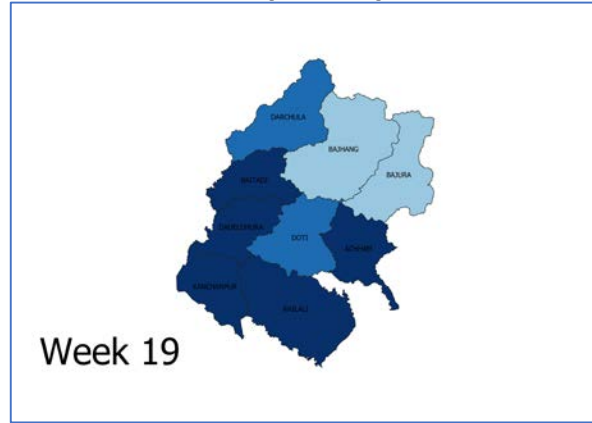 DARCHULA
BAJHANG
BAJURA
BAITADI
DADELDHURA
DOTI
ACHHAM
KANCHANPUR
KAILALI
Week 19